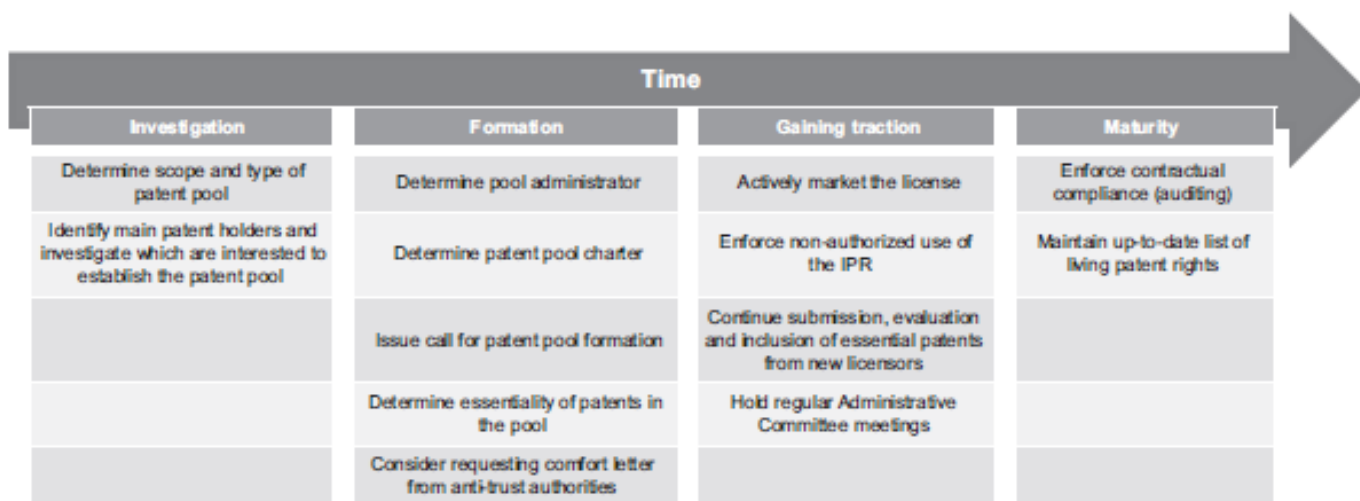 Time
Investigation
Formation
Gaining traction
Maturity
Determine scope and type of
patent pool
Determine pool administrator
Actively market the license
Enforce contractual
compliance (auditing)
Identify main patent holders and
investigate which are interested to
establish the patent pool
Determine patent pool charter
Enforce non-authorized use of
the IPR
Maintain up-to-date list of
living patent rights
Issue call for patent pool formation
Continue submission, evaluation
and inclusion of essential patents
from new licensors
Determine essentiality of patents in
the pool
Hold regular Administrative
Committee meetings
Consider requesting comfort letter
from anti-trust authorities